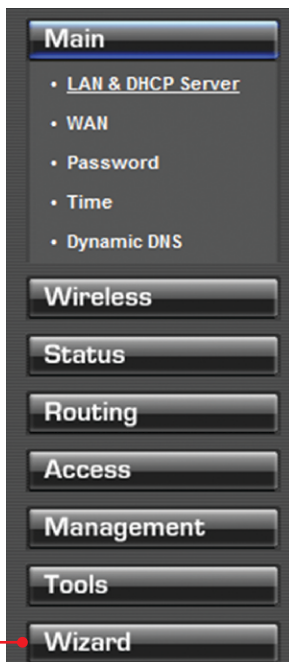 Main
• LAN & DHCP Server
• WAN
• Password
• Time
• Dynamic DNS
Wireless
Status
Routing
Access
Management
Tools
Wizard